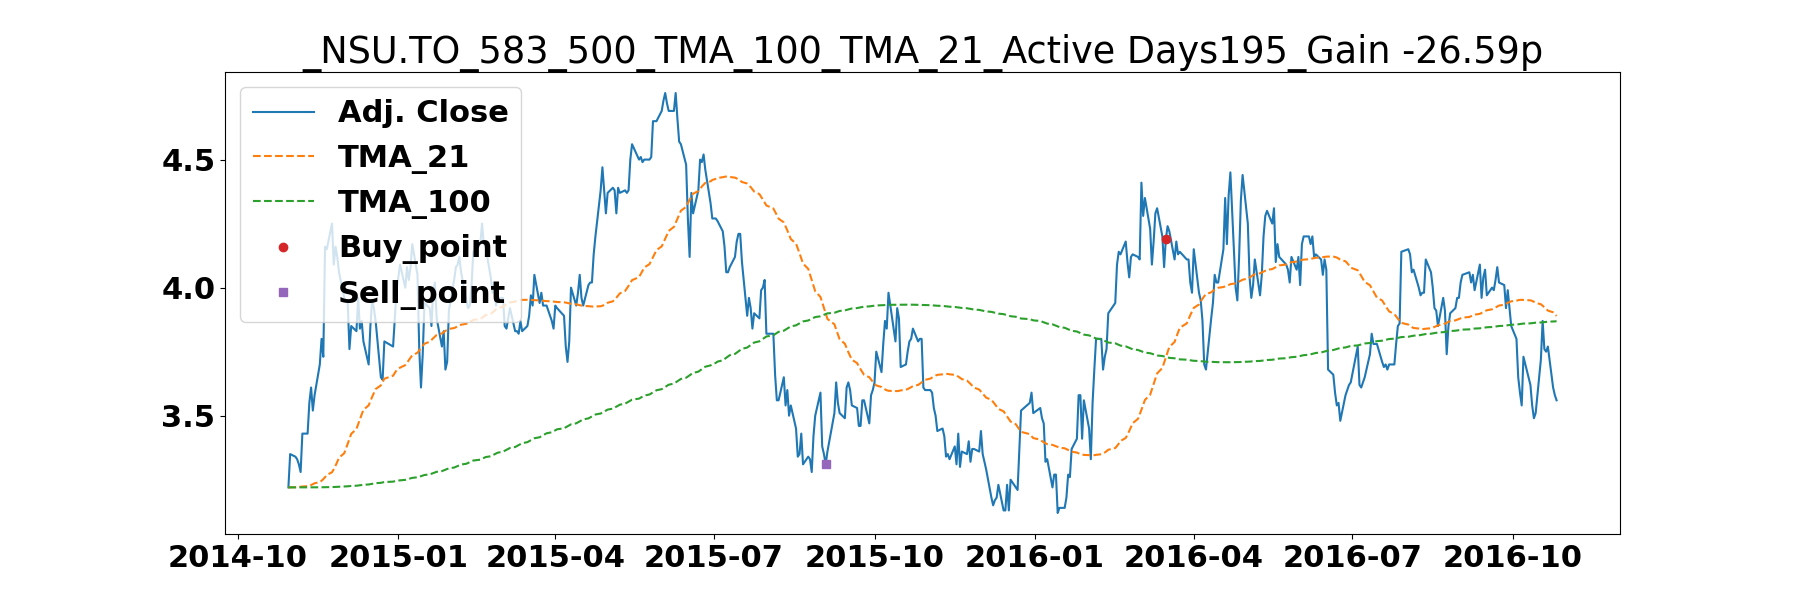 _NSU.TO_583_500_TMA_100_TMA_21_Active Days195_Gain -26.59p
Adj. Close
TMA_21
TMA_100
Buy_point
Sell_point
4.5
4.0
3.5
2014-10 2015-01 2015-04 2015-07 2015-10 2016-01 2016-04 2016-07 2016-10